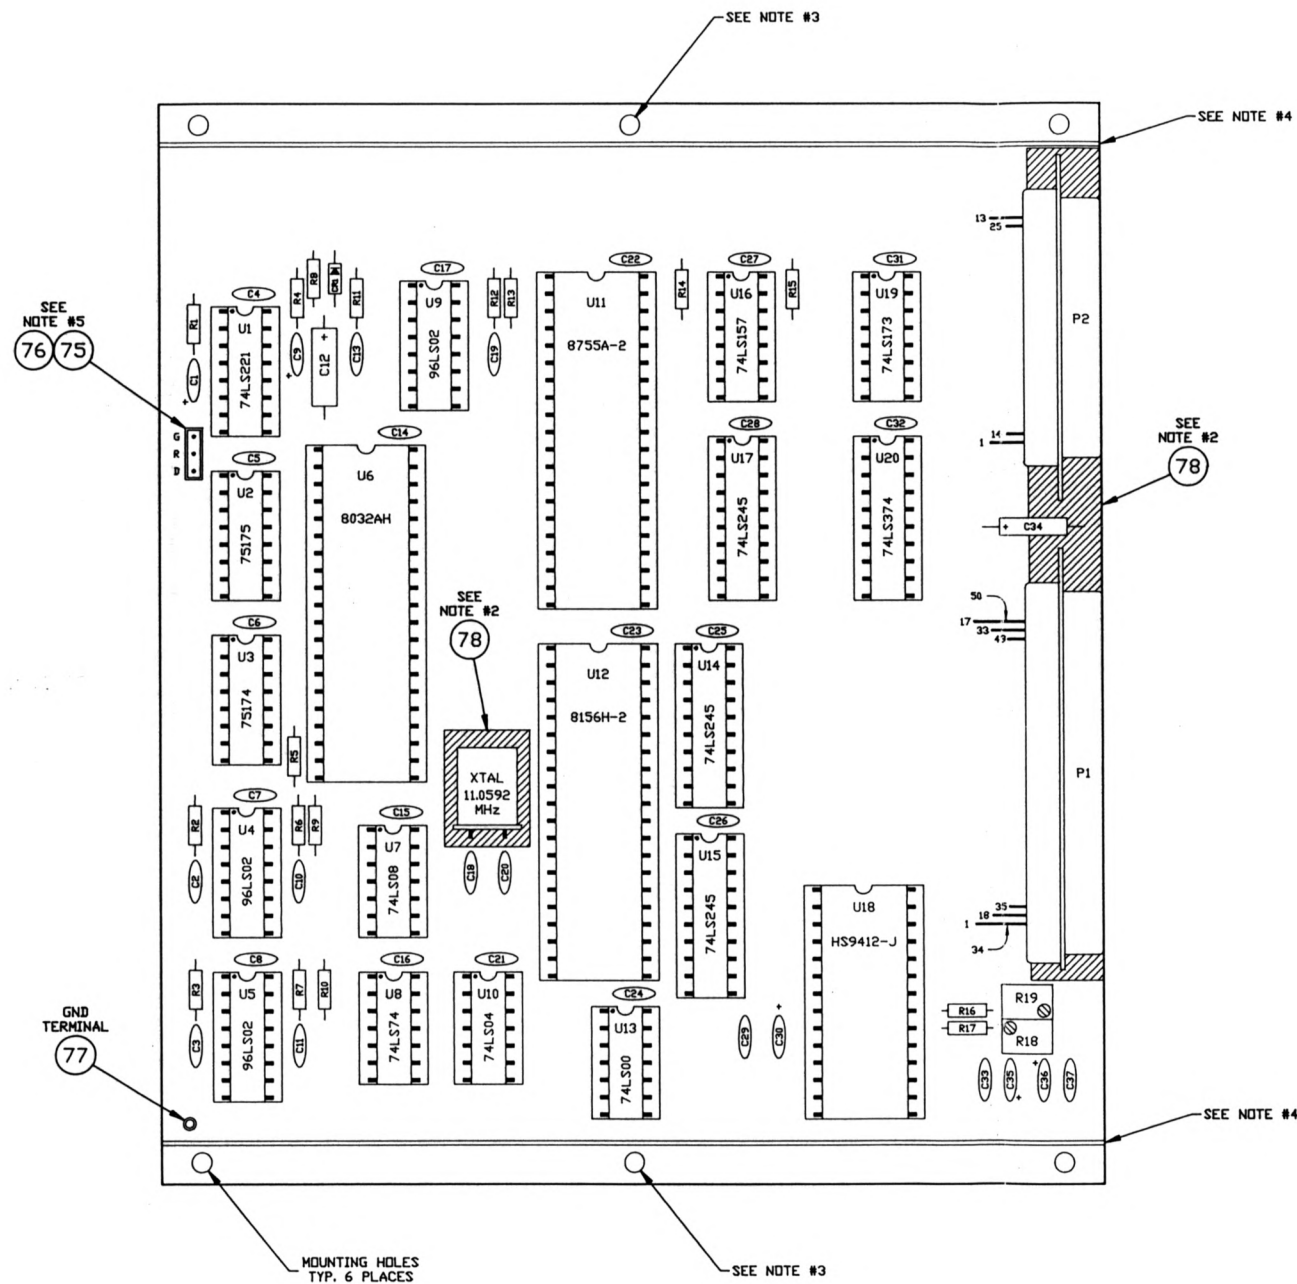 SEE NOTE #3
SEE NOTE #4
13
25
C22
C27
C31
C17
R8
CR1
R4
R11
R12
R13
R14
R15
C4
U9
U11
U16
U19
P2
SEE
NOTE #5
76 75
R1
U1
96LS02
8755A-2
74LS157
74LS173
74LS221
C9
C12
+
C13
C19
C1
+
+
G
R
D
C14
C28
C32
14
1
SEE
NOTE #2
78
C5
U6
U17
U20
U2
75175
8032AH
74LS245
74LS374
+ C34
SEE
NOTE #2
78
50
17
33
49
C6
C23
C25
U3
75174
U12
U14
8156H-2
74LS245
R5
XTAL
11.0592
MHz
P1
C7
C15
C26
R2
U4
R6
R9
U7
U15
96LS02
74LS08
C2
C10
C18
C20
74LS245
U18
HS9412-J
35
18
1
34
C8
C16
C21
R3
U5
R7
R10
U8
U10
C24
96LS02
74LS74
74LS04
U13
74LS00
C3
C11
C29
+
C30
R16
R17
R19
R18
GND
TERMINAL
77
C33
C35
+
+
C36
C37
SEE NOTE #4
MOUNTING HOLES
TYP. 6 PLACES
SEE NOTE #3